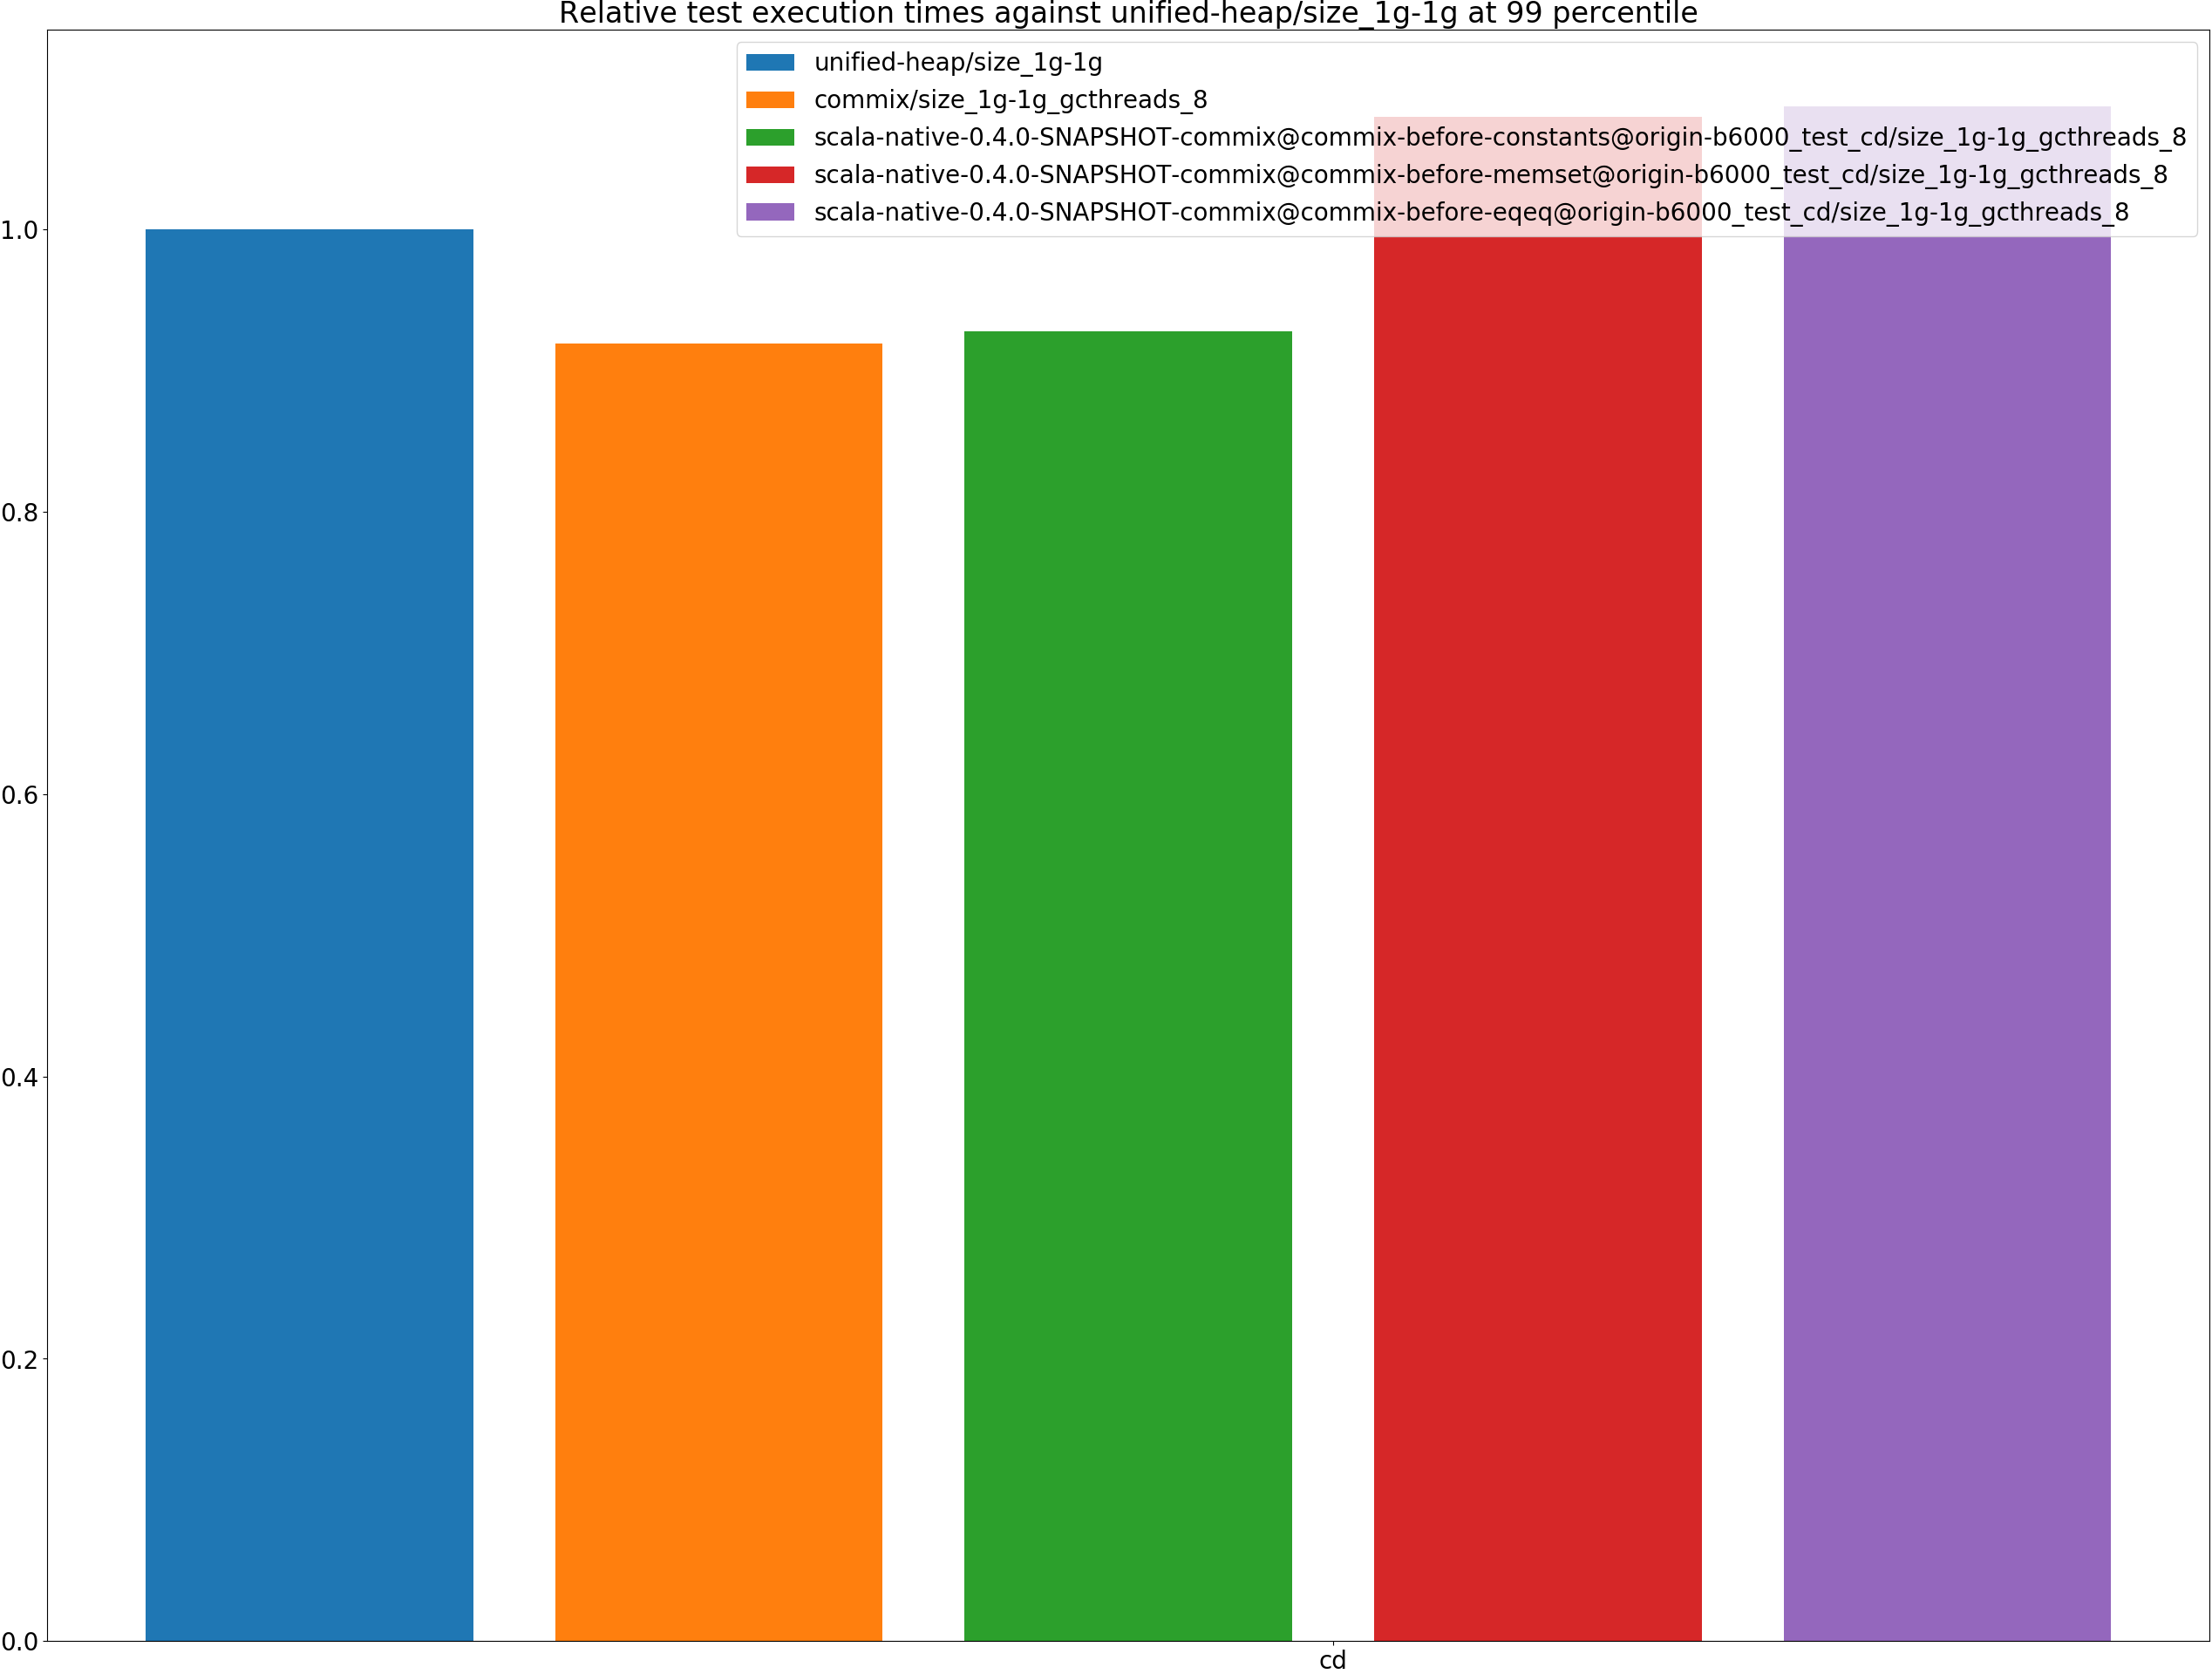 Relative test execution times against unified-heap/size_1g-1g at 99 percentile
unified-heap/size_1g-1g
commix/size_1g-1g_gcthreads_8
scala-native-0.4.0-SNAPSHOT-commix@commix-before-constants@origin-b6000_test_cd/size_1g-1g_gcthreads_8
scala-native-0.4.0-SNAPSHOT-commix@commix-before-memset@origin-b6000_test_cd/size_1g-1g_gcthreads_8
scala-native-0.4.0-SNAPSHOT-commix@commix-before-eqeq@origin-b6000_test_cd/size_1g-1g_gcthreads_8
1.0
0.8
0.6
0.4
0.2
0.0
cd